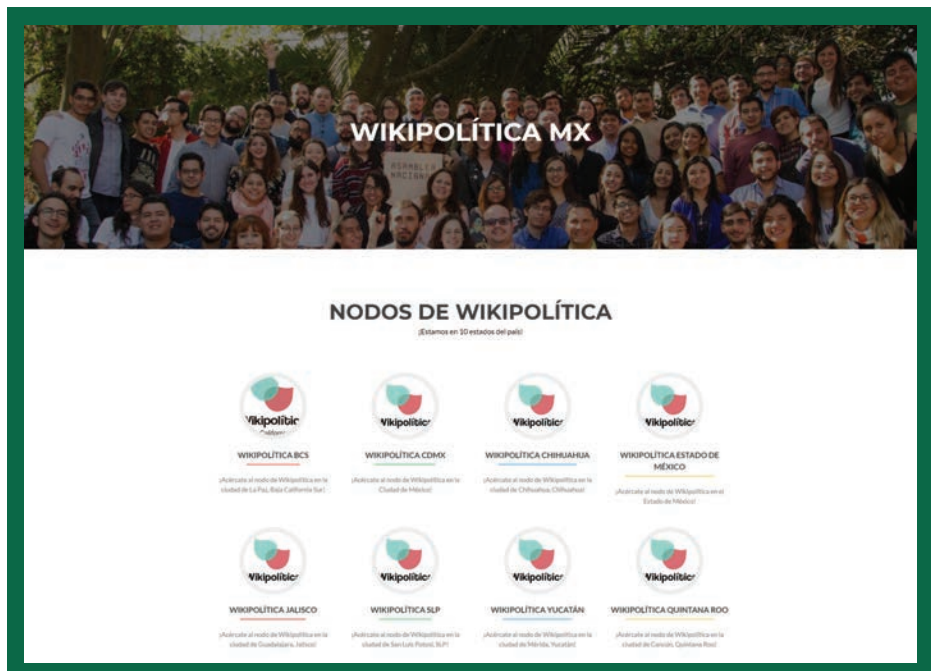 WIKIPOLÍTICA MX
ASAMBLEA
NACIONAL
NODOS DE WIKIPOLÍTICA
¡Estamos en 10 estados del país!
Wikipolític
California
Wikipolític
Wikipolític
Wikipolític
WIKIPOLÍTICA BCS
WIKIPOLÍTICA CDMX
WIKIPOLÍTICA CHIHUAHUA
WIKIPOLÍTICA ESTADO DE
MÉXICO
¡Acércate al nodo de Wikipolítica en la
ciudad de La Paz, Baja California Sur!
¡Acércate al nodo de Wikipolítica en la
Ciudad de México!
¡Acércate al nodo de Wikipolítica en la
ciudad de Chihuahua, Chihuahua!
¡Acércate al nodo de Wikipolítica en el
Estado de México!
Wikipolític
Wikipolític
Wikipolític
Wikipolític
WIKIPOLÍTICA JALISCO
WIKIPOLÍTICA SLP
WIKIPOLÍTICA YUCATÁN
WIKIPOLÍTICA QUINTANA ROO
¡Acércate al nodo de Wikipolítica en la
ciudad de Guadalajara, Jalisco!
¡Acércate al nodo de Wikipolítica en la
ciudad de San Luis Potosí, SLP!
¡Acércate al nodo de Wikipolítica en la
ciudad de Mérida, Yucatán!
¡Acércate al nodo de Wikipolítica en la
ciudad de Cancún, Quintana Roo!